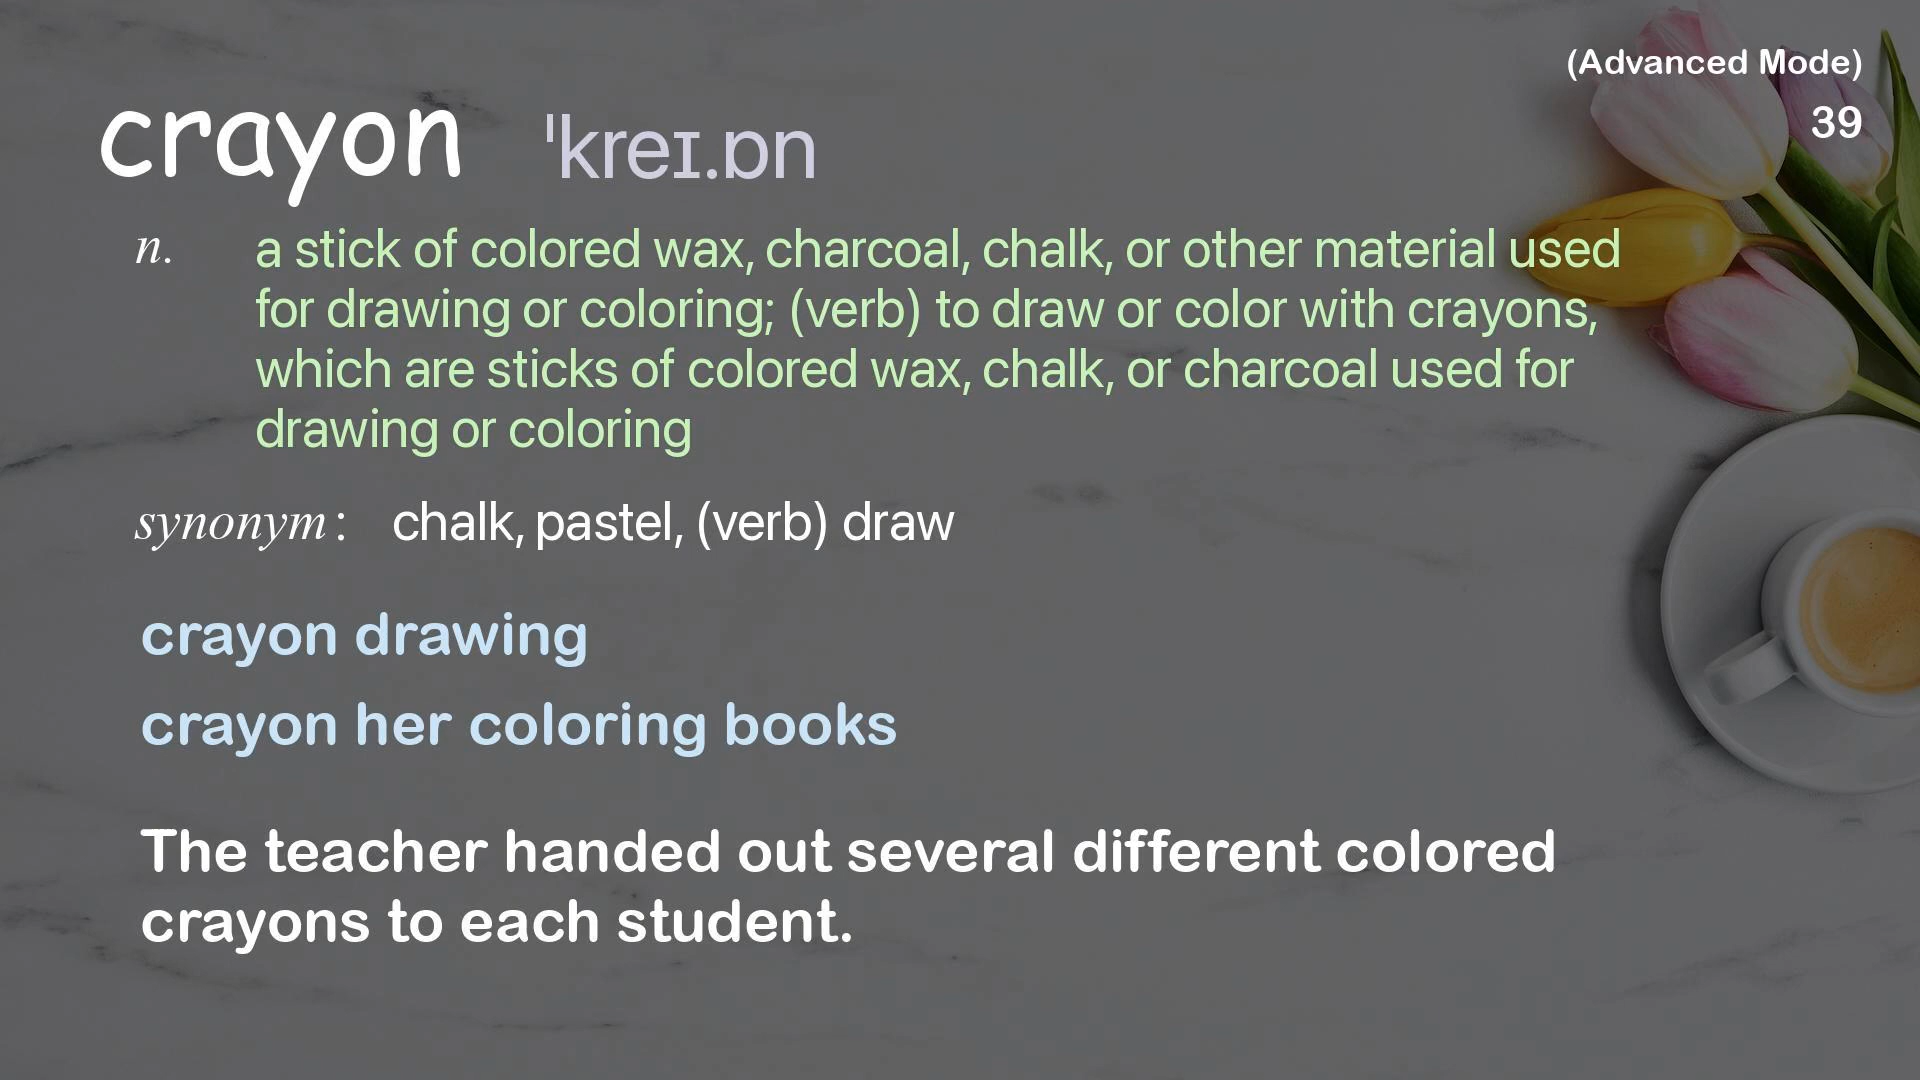 (Advanced Mode)
39
crayon ˈkreɪ.ɒn
n. a stick of colored wax, charcoal, chalk, or other material used
for drawing or coloring; (verb) to draw or color with crayons,
which are sticks of colored wax, chalk, or charcoal used for
drawing or coloring
synonym: chalk, pastel, (verb) draw
crayon drawing
crayon her coloring books
The teacher handed out several different colored
crayons to each student.